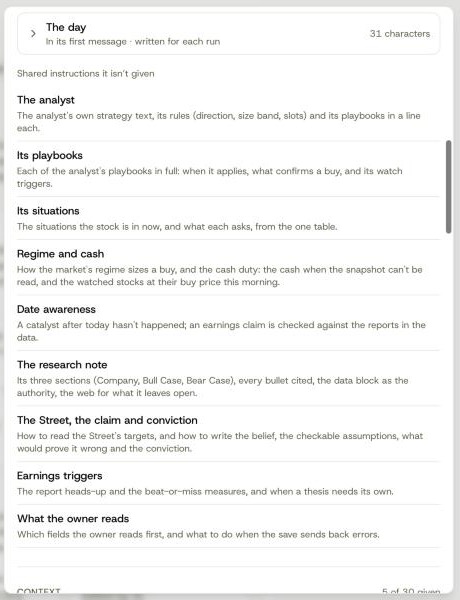 The day
In its first message · written for each run
31 characters
Shared instructions it isn't given
The analyst
The analyst's own strategy text, its rules (direction, size band, slots) and its playbooks in a line
each.
Its playbooks
Each of the analyst's playbooks in full: when it applies, what confirms a buy, and its watch
triggers.
Its situations
The situations the stock is in now, and what each asks, from the one table.
Regime and cash
How the market's regime sizes a buy, and the cash duty: the cash when the snapshot can't be
read, and the watched stocks at their buy price this morning.
Date awareness
A catalyst after today hasn't happened; an earnings claim is checked against the reports in the
data.
The research note
Its three sections (Company, Bull Case, Bear Case), every bullet cited, the data block as the
authority, the web for what it leaves open.
The Street, the claim and conviction
How to read the Street's targets, and how to write the belief, the checkable assumptions, what
would prove it wrong and the conviction.
Earnings triggers
The report heads-up and the beat-or-miss measures, and when a thesis needs its own.
What the owner reads
Which fields the owner reads first, and what to do when the save sends back errors.
CONTEXT
5 of 30 given